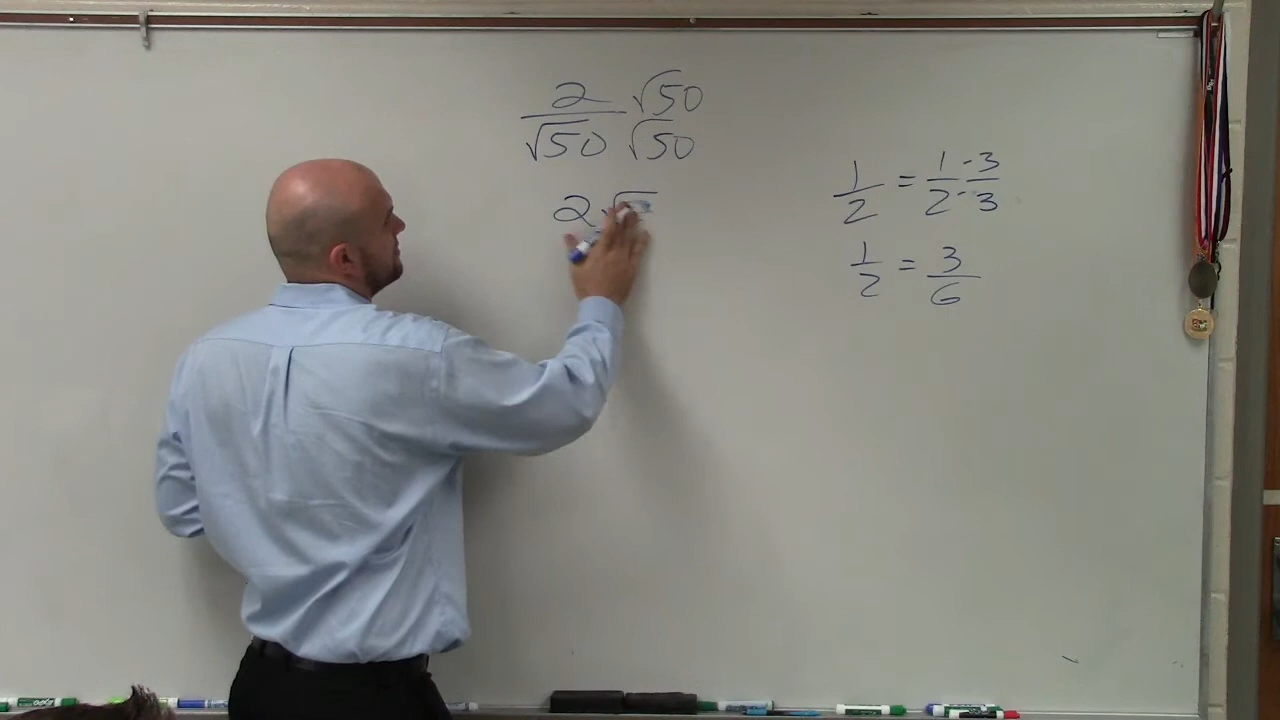 2 √50
√50 √50
2 √
1/2 = 1/2 · 3/3
1/2 = 3/6